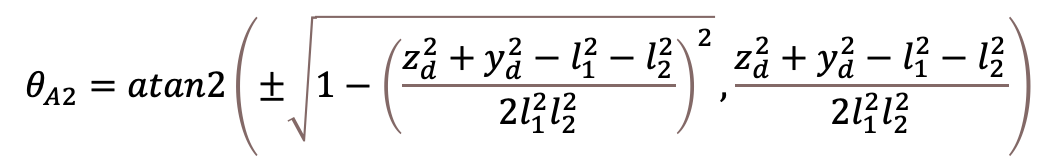 θ_{A2} = atan2 ( ± √(1 − ((z_d^2 + y_d^2 − l_1^2 − l_2^2) / (2l_1^2 l_2^2))^2) , (z_d^2 + y_d^2 − l_1^2 − l_2^2) / (2l_1^2 l_2^2) )